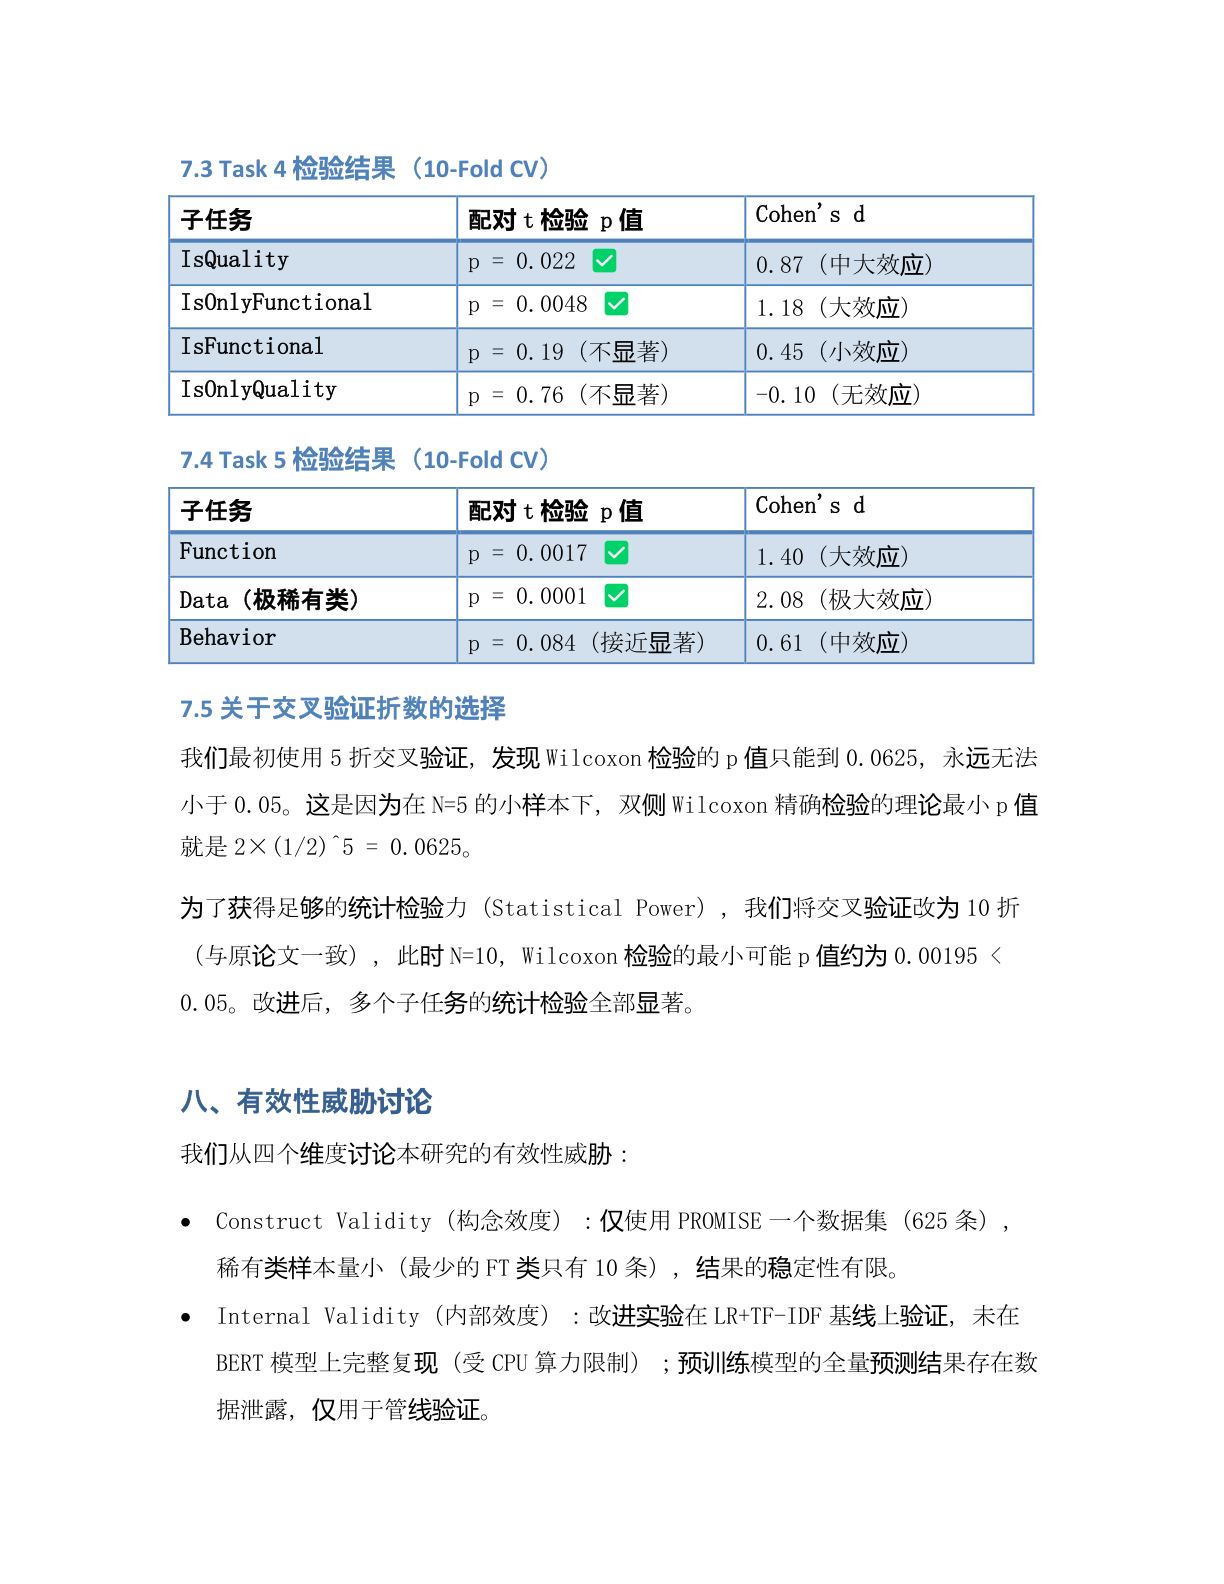 7.3 Task 4 检验结果（10-Fold CV）
子任务 配对 t 检验 p 值 Cohen's d
IsQuality p = 0.022 ✅ 0.87（中大效应）
IsOnlyFunctional p = 0.0048 ✅ 1.18（大效应）
IsFunctional p = 0.19（不显著） 0.45（小效应）
IsOnlyQuality p = 0.76（不显著） -0.10（无效应）
7.4 Task 5 检验结果（10-Fold CV）
子任务 配对 t 检验 p 值 Cohen's d
Function p = 0.0017 ✅ 1.40（大效应）
Data（极稀有类） p = 0.0001 ✅ 2.08（极大效应）
Behavior p = 0.084（接近显著） 0.61（中效应）
7.5 关于交叉验证折数的选择
我们最初使用 5 折交叉验证，发现 Wilcoxon 检验的 p 值只能到 0.0625，永远无法
小于 0.05。这是因为在 N=5 的小样本下，双侧 Wilcoxon 精确检验的理论最小 p 值
就是 2×(1/2)^5 = 0.0625。
为了获得足够的统计检验力（Statistical Power），我们将交叉验证改为 10 折
（与原论文一致），此时 N=10，Wilcoxon 检验的最小可能 p 值约为 0.00195 <
0.05。改进后，多个子任务的统计检验全部显著。
八、有效性威胁讨论
我们从四个维度讨论本研究的有效性威胁：
• Construct Validity（构念效度）：仅使用 PROMISE 一个数据集（625 条），
稀有类样本量小（最少的 FT 类只有 10 条），结果的稳定性有限。
• Internal Validity（内部效度）：改进实验在 LR+TF-IDF 基线上验证，未在
BERT 模型上完整复现（受 CPU 算力限制）；预训练模型的全量预测结果存在数
据泄露，仅用于管线验证。